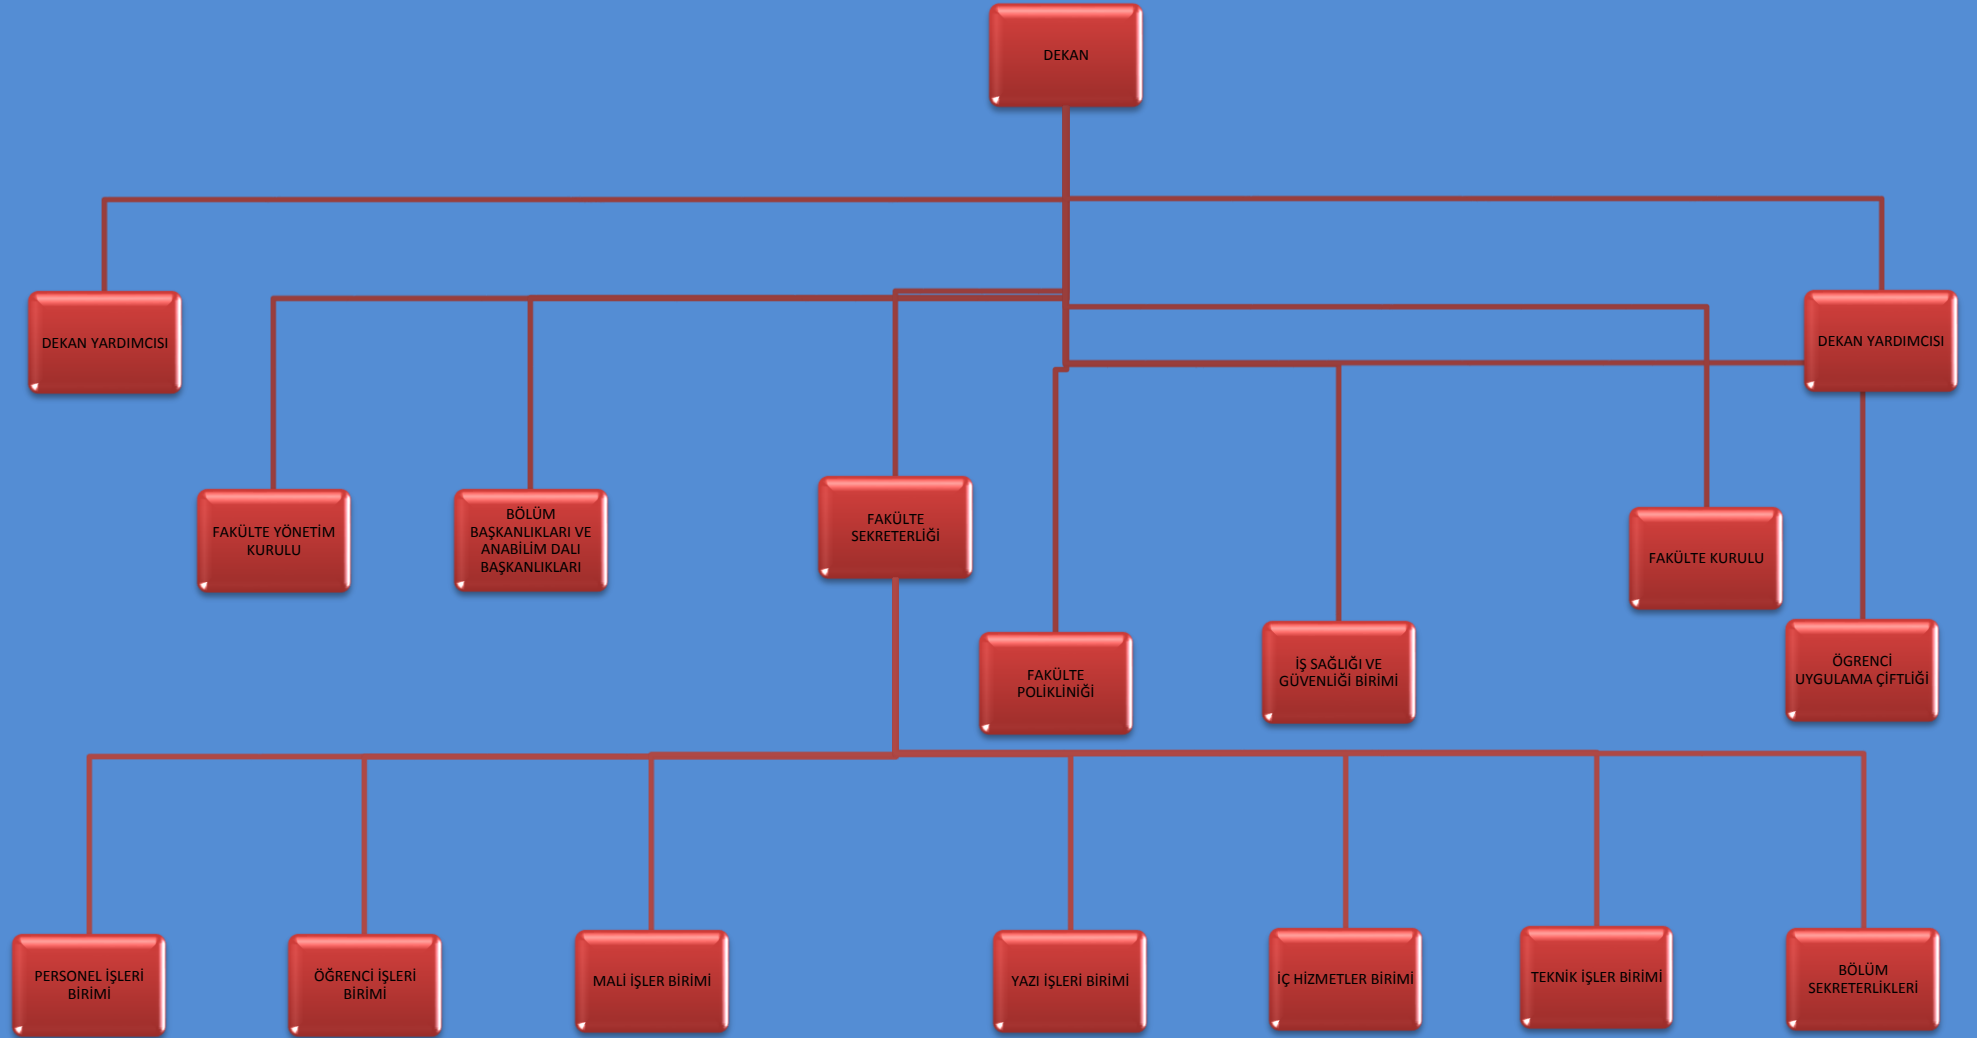 DEKAN
DEKAN YARDIMCISI
DEKAN YARDIMCISI
FAKÜLTE YÖNETİM
KURULU
BÖLÜM
BAŞKANLIKLARI VE
ANABİLİM DALI
BAŞKANLIKLARI
FAKÜLTE
SEKRETERLİĞİ
FAKÜLTE KURULU
FAKÜLTE
POLİKLİNİĞİ
İŞ SAĞLIĞI VE
GÜVENLİĞİ BİRİMİ
ÖGRENCİ
UYGULAMA ÇİFTLİĞİ
PERSONEL İŞLERİ
BİRİMİ
ÖĞRENCİ İŞLERİ
BİRİMİ
MALİ İŞLER BİRİMİ
YAZI İŞLERİ BİRİMİ
İÇ HİZMETLER BİRİMİ
TEKNİK İŞLER BİRİMİ
BÖLÜM
SEKRETERLİKLERİ